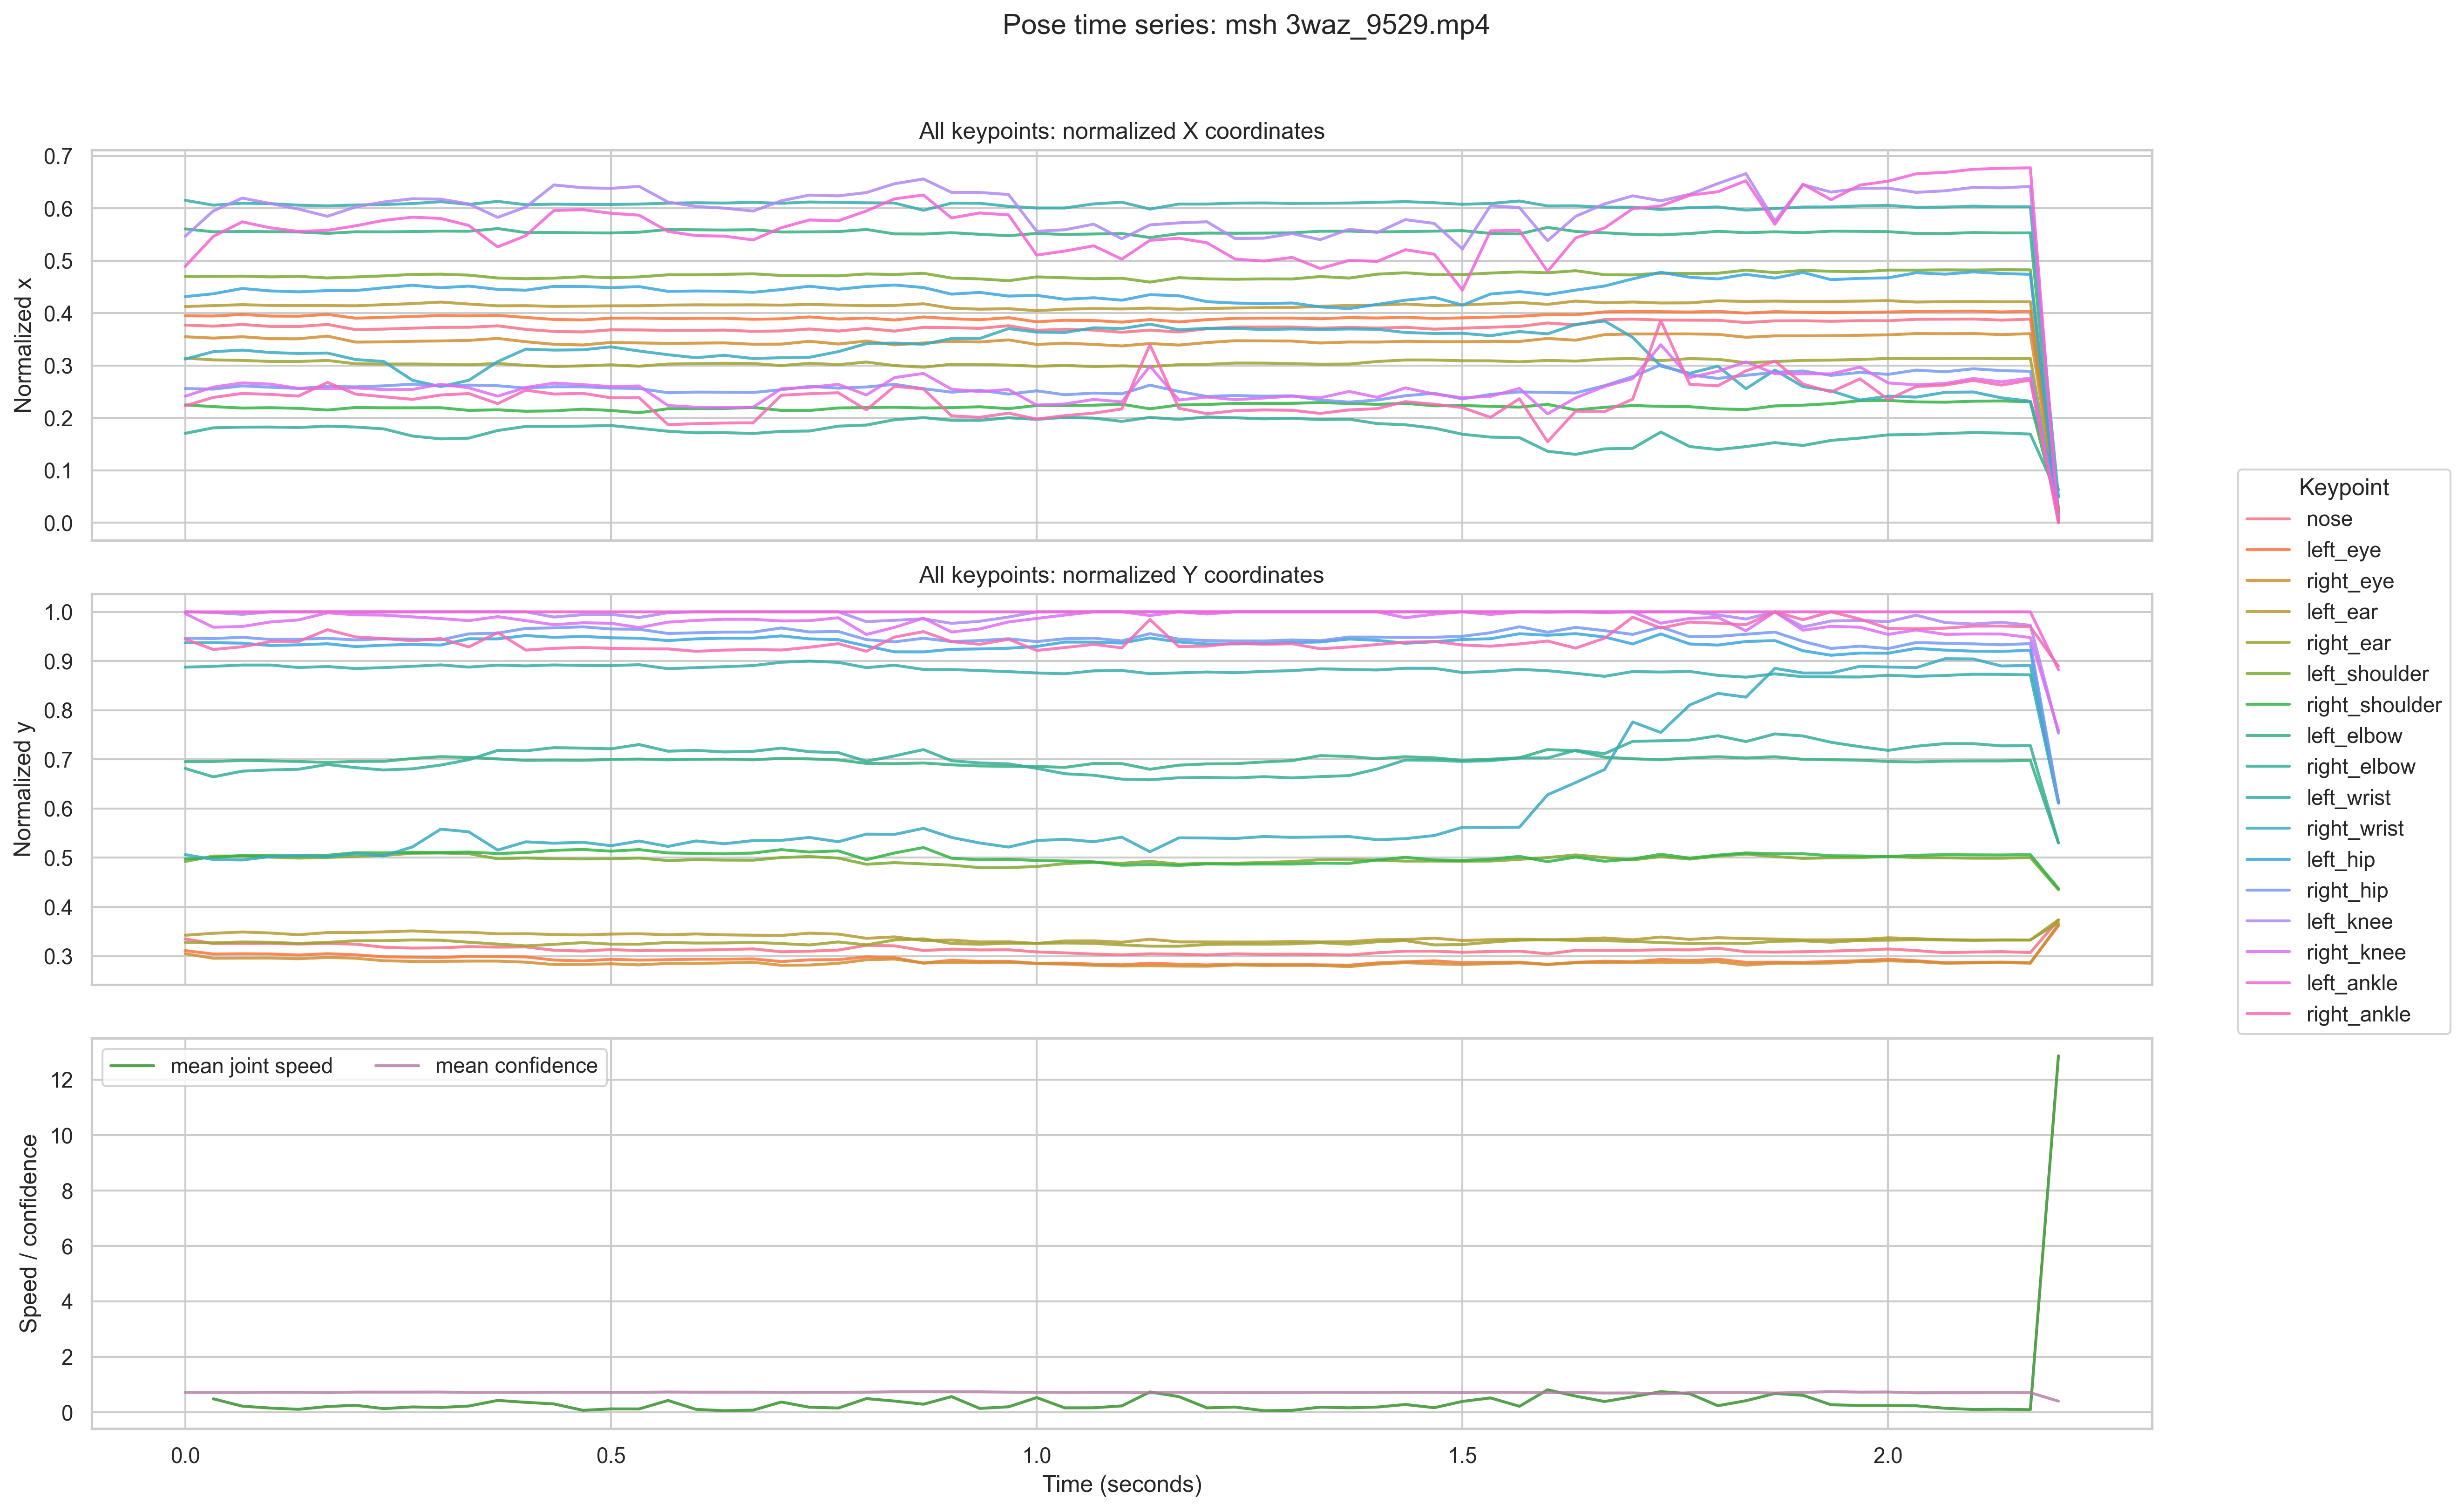 Pose time series: msh 3waz_9529.mp4
All keypoints: normalized X coordinates
Normalized x
0.7
0.6
0.5
0.4
0.3
0.2
0.1
0.0
All keypoints: normalized Y coordinates
Normalized y
1.0
0.9
0.8
0.7
0.6
0.5
0.4
0.3
Keypoint
nose
left_eye
right_eye
left_ear
right_ear
left_shoulder
right_shoulder
left_elbow
right_elbow
left_wrist
right_wrist
left_hip
right_hip
left_knee
right_knee
left_ankle
right_ankle
mean joint speed mean confidence
Speed / confidence
12
10
8
6
4
2
0
0.0 0.5 1.0 1.5 2.0
Time (seconds)